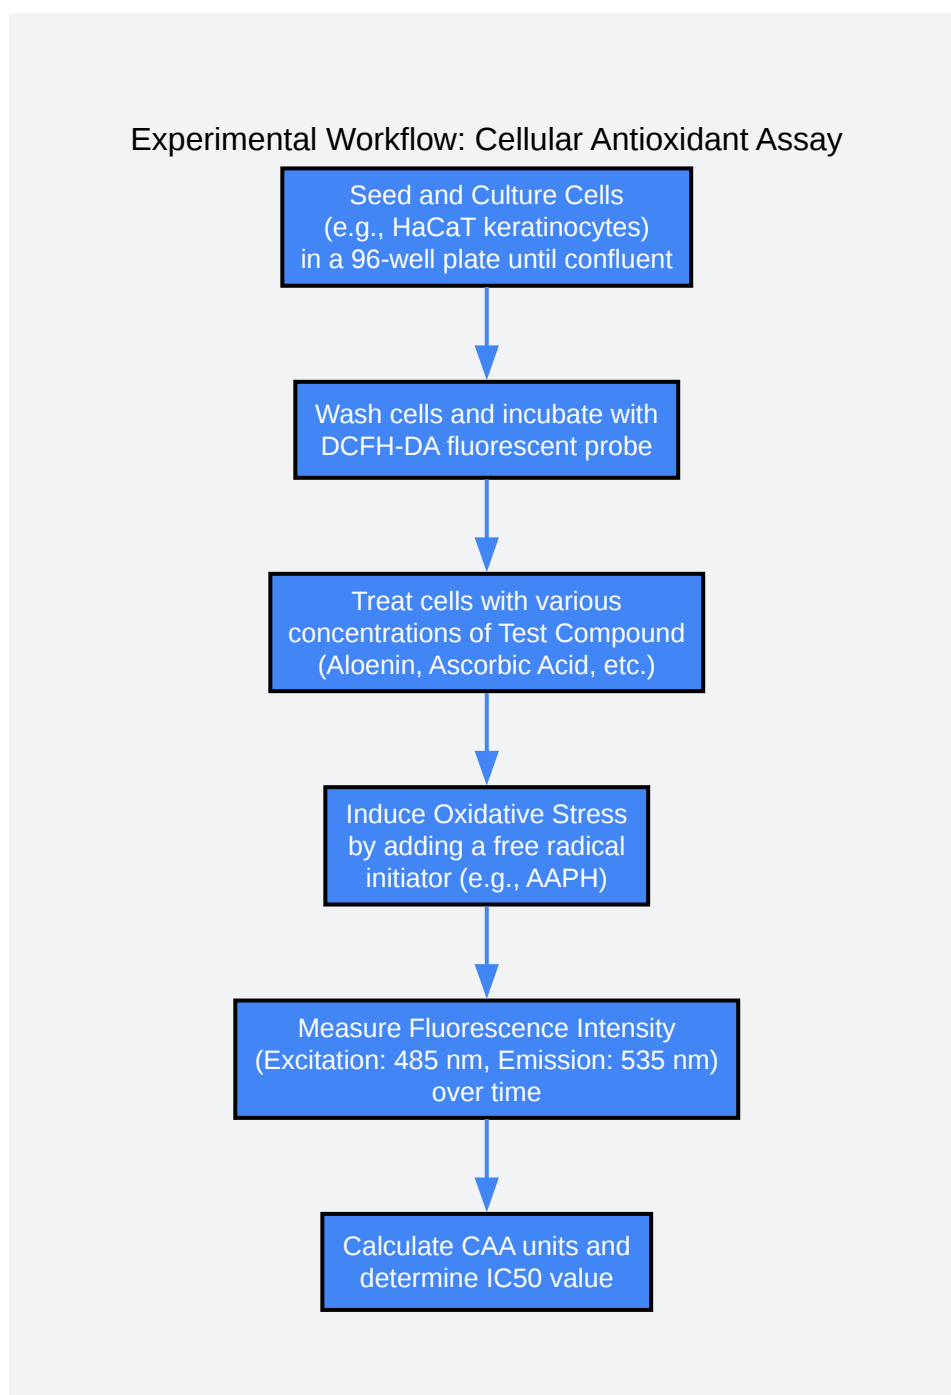 Experimental Workflow: Cellular Antioxidant Assay
Seed and Culture Cells
(e.g., HaCaT keratinocytes)
in a 96-well plate until confluent
Wash cells and incubate with
DCFH-DA fluorescent probe
Treat cells with various
concentrations of Test Compound
(Aloenin, Ascorbic Acid, etc.)
Induce Oxidative Stress
by adding a free radical
initiator (e.g., AAPH)
Measure Fluorescence Intensity
(Excitation: 485 nm, Emission: 535 nm)
over time
Calculate CAA units and
determine IC50 value